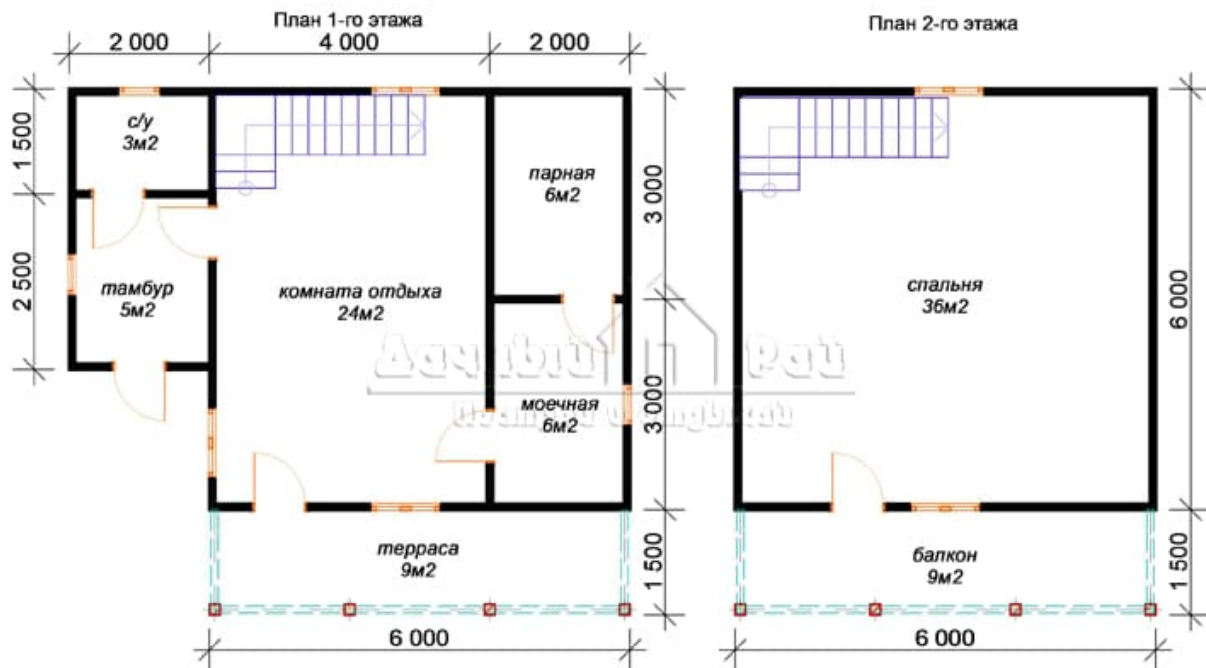 План 1-го этажа
2 000
4 000
2 000
1 500
2 500
с/у
3м2
тамбур
5м2
комната отдыха
24м2
парная
6м2
моечная
6м2
3 000
3 000
терраса
9м2
1 500
6 000
План 2-го этажа
спальня
36м2
6 000
балкон
9м2
1 500
6 000
Дачный Рай